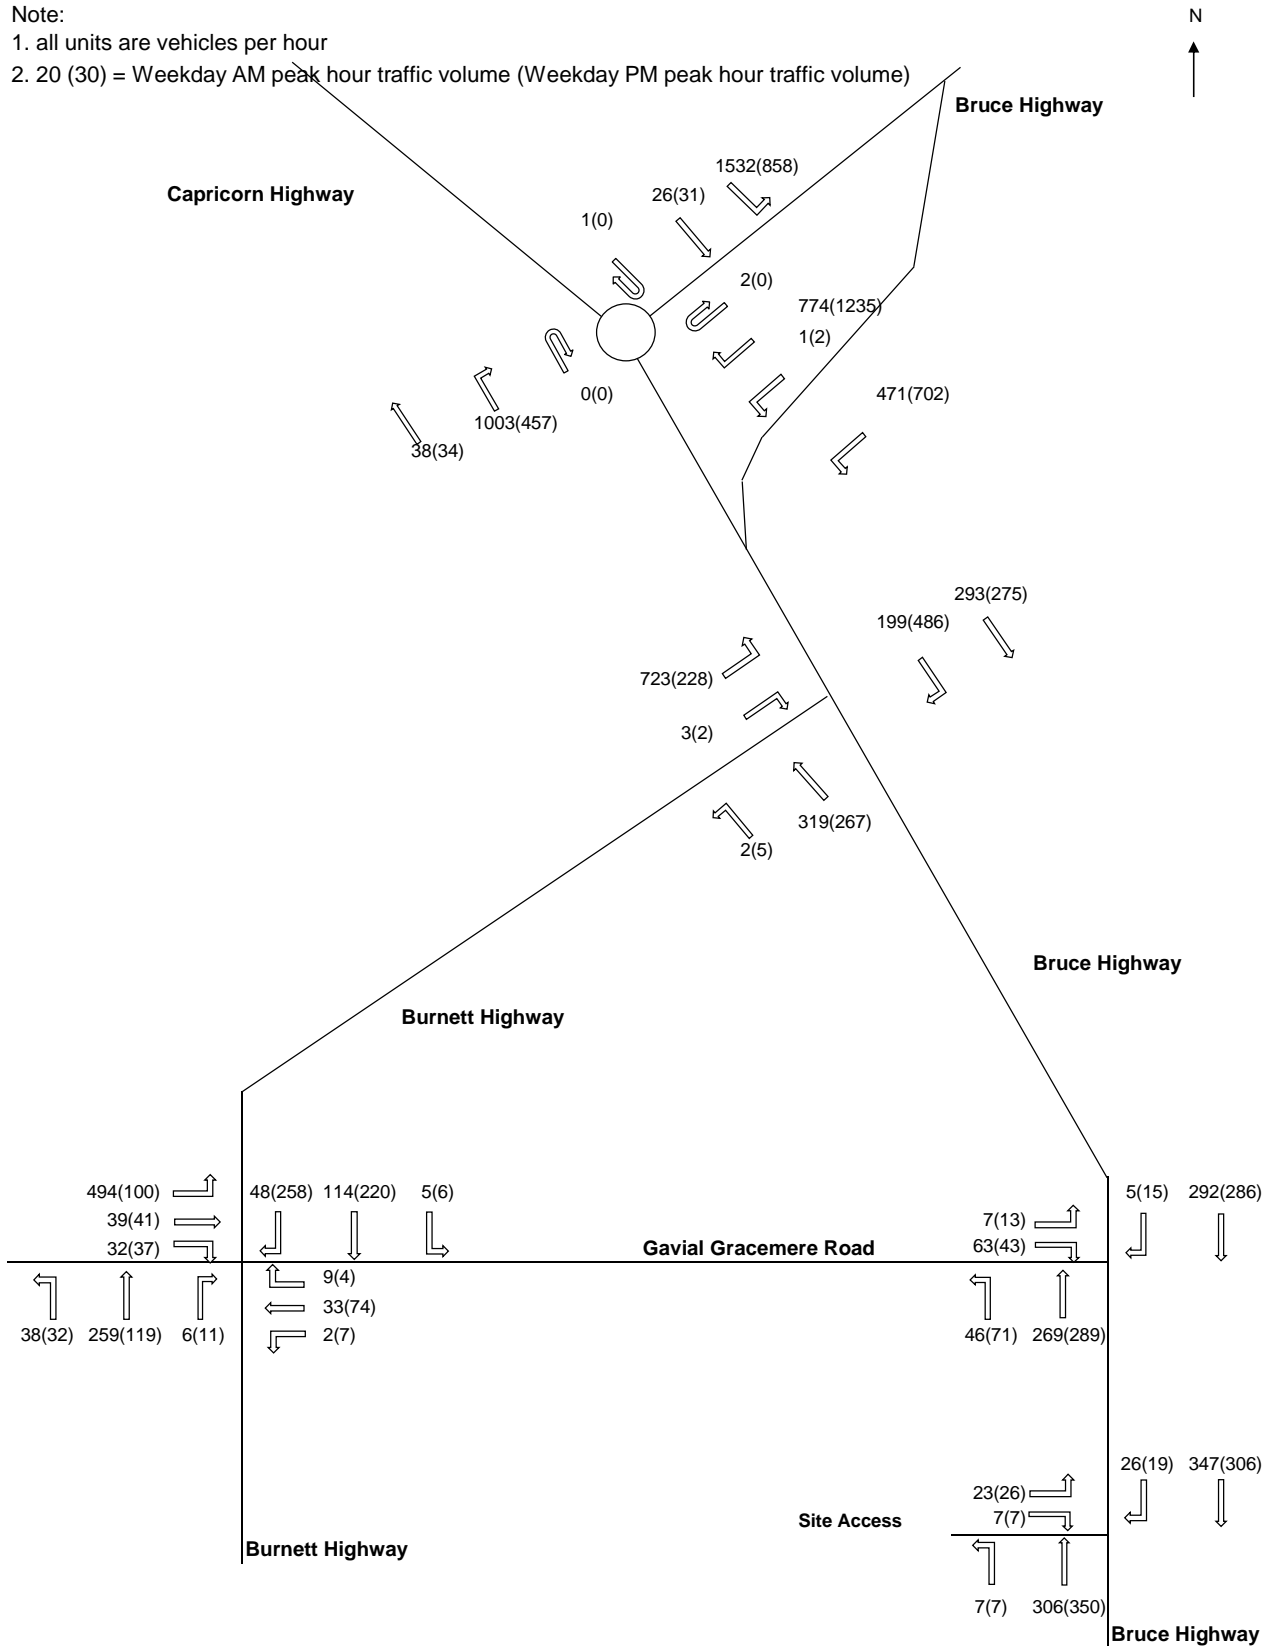 Note:
1. all units are vehicles per hour
2. 20 (30) = Weekday AM peak hour traffic volume (Weekday PM peak hour traffic volume)
N
Bruce Highway
Capricorn Highway
1532(858)
26(31)
1(0)
2(0)
774(1235)
1(2)
0(0)
471(702)
1003(457)
38(34)
293(275)
199(486)
723(228)
3(2)
319(267)
2(5)
Bruce Highway
Burnett Highway
494(100)
39(41)
32(37)
48(258) 114(220) 5(6)
Gavial Gracemere Road
7(13)
63(43)
5(15) 292(286)
9(4)
33(74)
2(7)
38(32) 259(119) 6(11)
46(71) 269(289)
26(19) 347(306)
23(26)
7(7)
Site Access
Burnett Highway
7(7) 306(350)
Bruce Highway